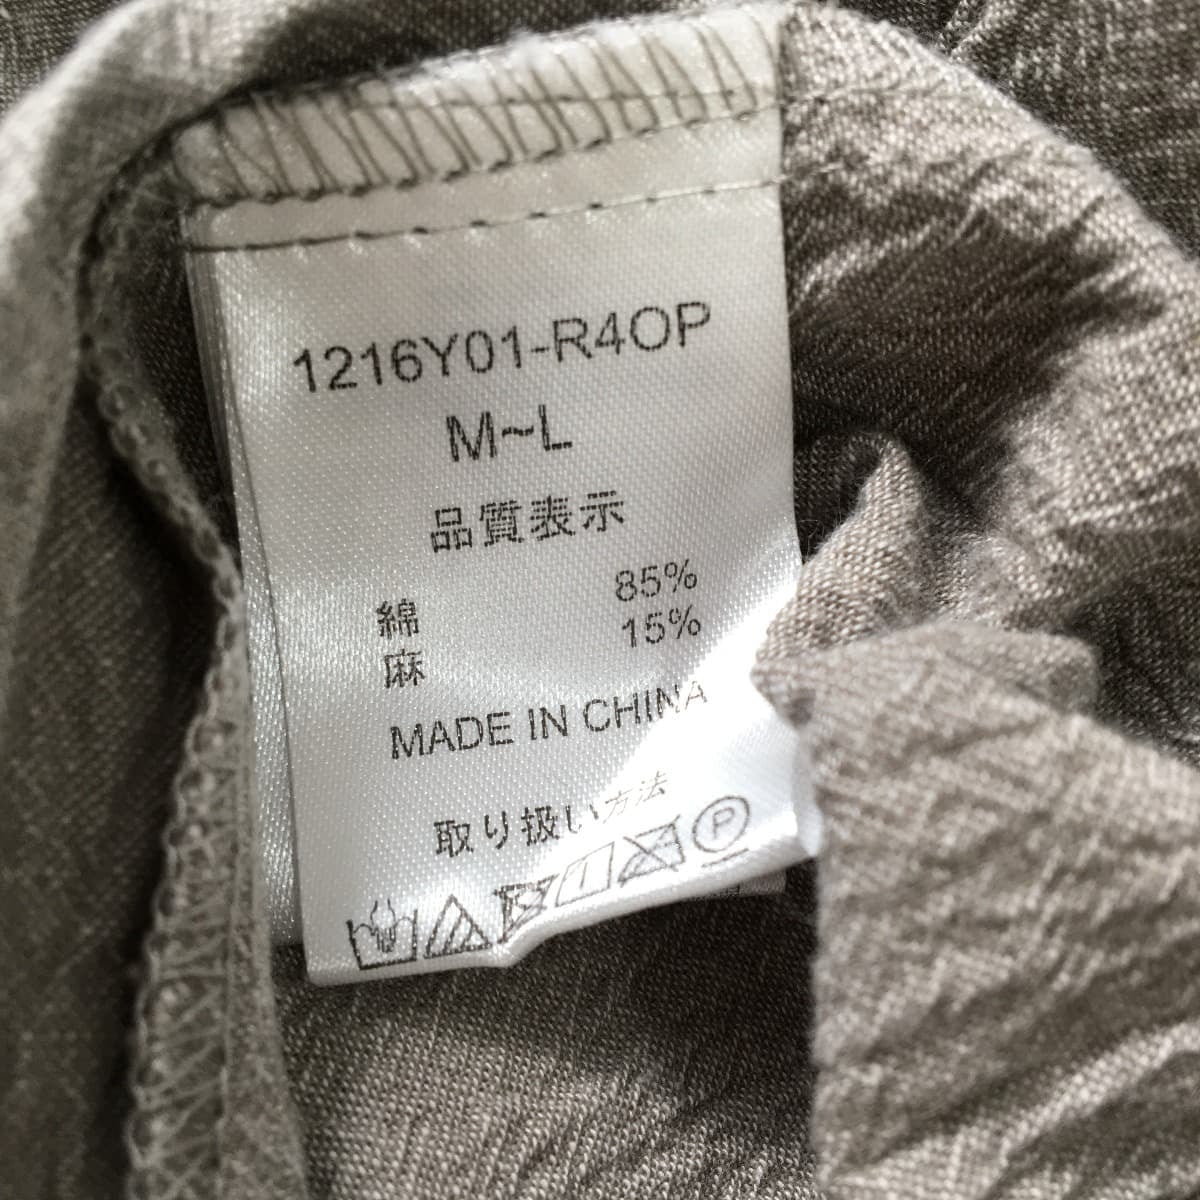 1216Y01-R4OP
M~L
品質表示
綿 85%
麻 15%
MADE IN CHINA
取り扱い方法
P